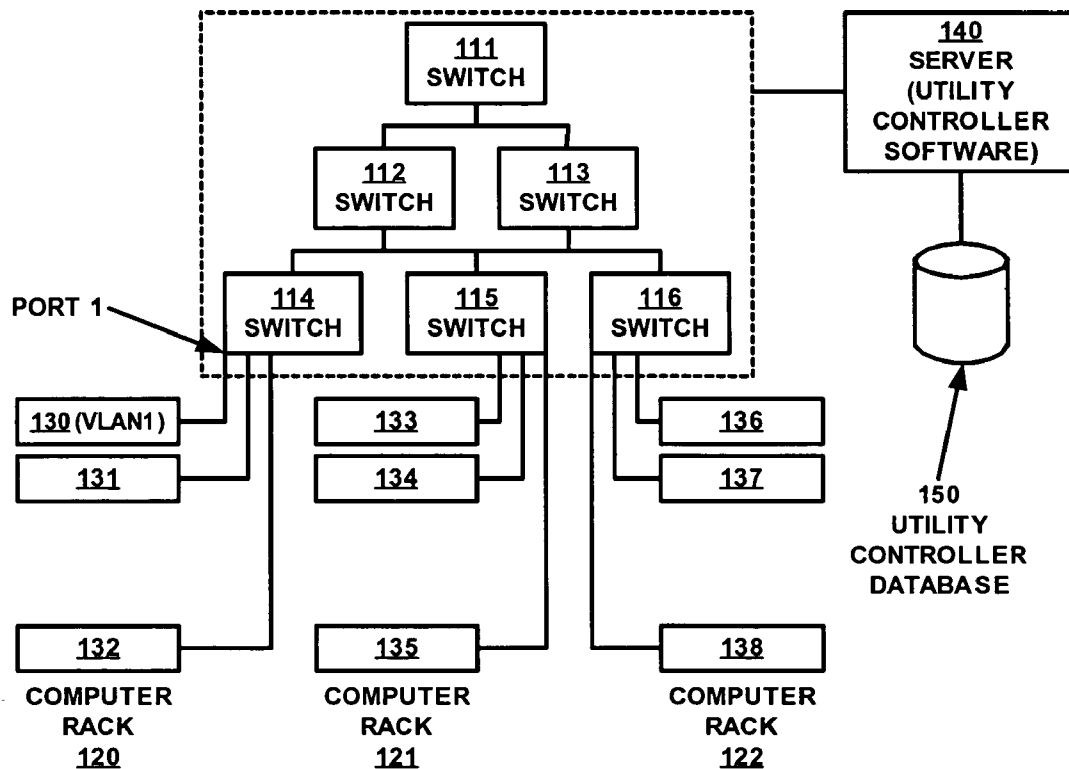 111
SWITCH
140
SERVER
(UTILITY
CONTROLLER
SOFTWARE)
112
SWITCH
113
SWITCH
PORT 1
114
SWITCH
115
SWITCH
116
SWITCH
130 (VLAN1)
133
136
131
134
137
150
UTILITY
CONTROLLER
DATABASE
132
135
138
COMPUTER
RACK
120
COMPUTER
RACK
121
COMPUTER
RACK
122